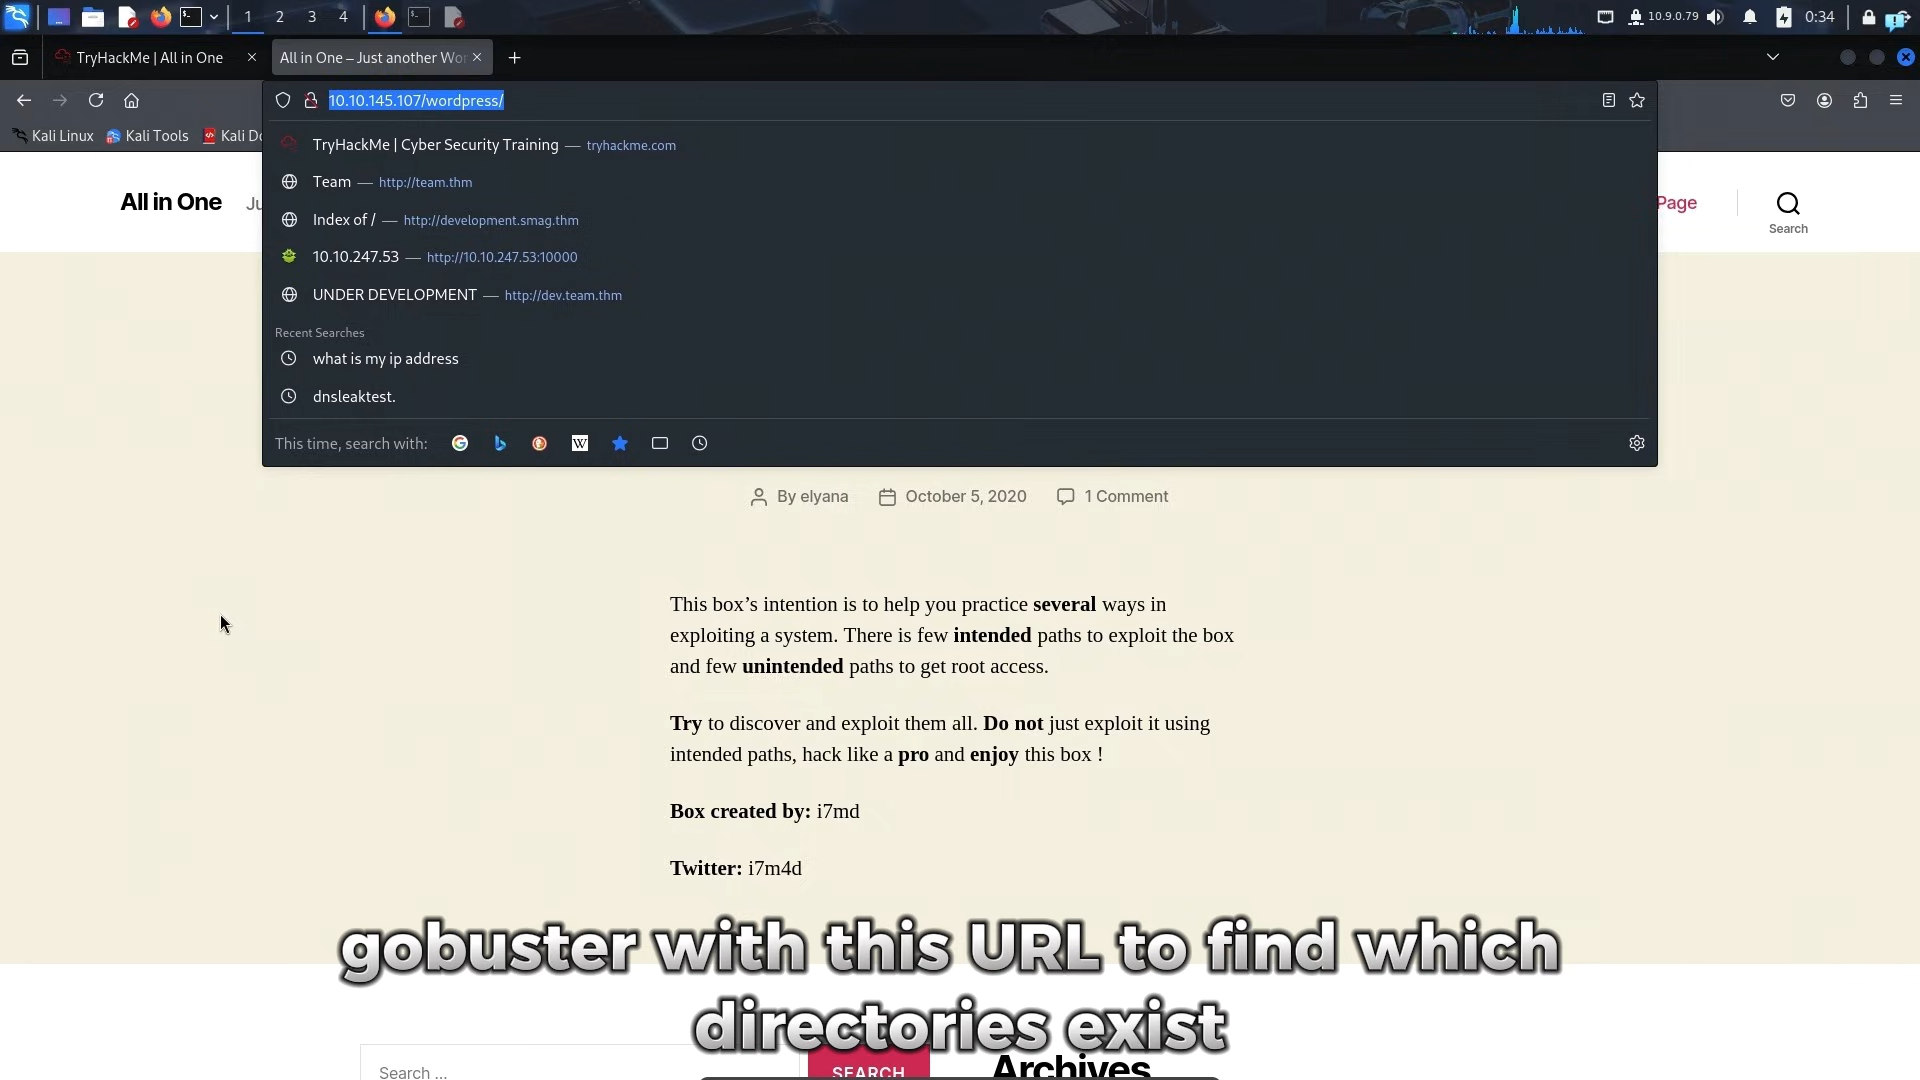 1 2 3 4
10.9.0.79
0:34
TryHackMe | All in One
All in One – Just another Wor
10.10.145.107/wordpress/
Kali Linux
Kali Tools
Kali Do
TryHackMe | Cyber Security Training — tryhackme.com
Team — http://team.thm
Index of / — http://development.smag.thm
10.10.247.53 — http://10.10.247.53:10000
UNDER DEVELOPMENT — http://dev.team.thm
Recent Searches
what is my ip address
dnsleaktest.
This time, search with:
All in One
Ju
Page
Search
By elyana
October 5, 2020
1 Comment
This box’s intention is to help you practice several ways in
exploiting a system. There is few intended paths to exploit the box
and few unintended paths to get root access.
Try to discover and exploit them all. Do not just exploit it using
intended paths, hack like a pro and enjoy this box !
Box created by: i7md
Twitter: i7m4d
gobuster with this URL to find which
directories exist
Search …
SEARCH
Archives